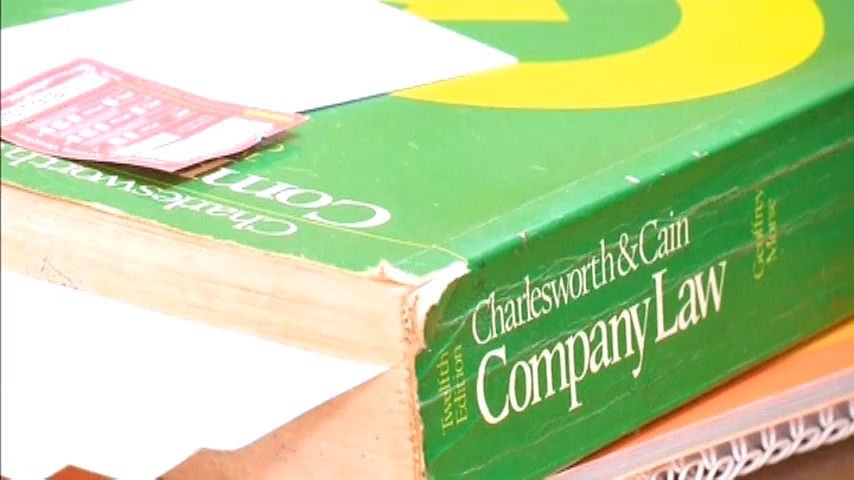 Charlesworth
Com
Charlesworth & Cain
Company Law
Twelfth
Edition
Geoffrey
Morse